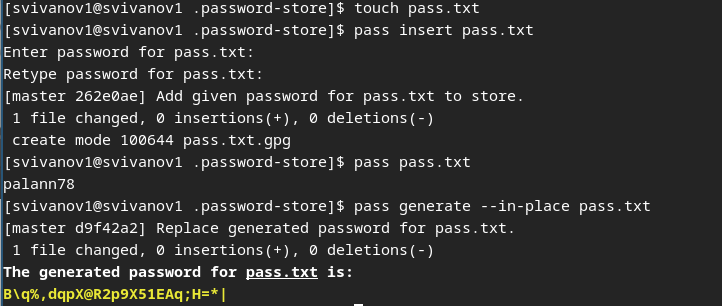 [svivanov1@svivanov1 .password-store]$ touch pass.txt
[svivanov1@svivanov1 .password-store]$ pass insert pass.txt
Enter password for pass.txt:
Retype password for pass.txt:
[master 262e0ae] Add given password for pass.txt to store.
 1 file changed, 0 insertions(+), 0 deletions(-)
 create mode 100644 pass.txt.gpg
[svivanov1@svivanov1 .password-store]$ pass pass.txt
palann78
[svivanov1@svivanov1 .password-store]$ pass generate --in-place pass.txt
[master d9f42a2] Replace generated password for pass.txt.
 1 file changed, 0 insertions(+), 0 deletions(-)
The generated password for pass.txt is:
B\q%,dqpX@R2p9X51EAq;H=*|